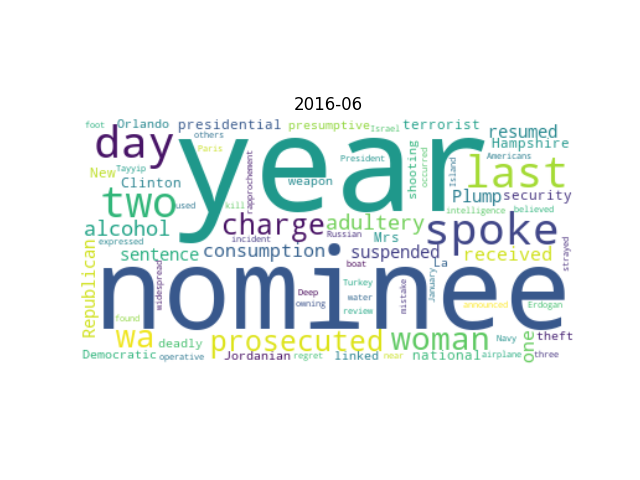 2016-06
foot
Orlando
presidential
presumptive
Israel
terrorist
resumed
day
others
year
President
Island
Hampshire
Americans
Paris
rapprochement
shooting
occurred
last
New
Tayyip
Clinton
weapon
two
used
kill
Plump
security
intelligence
believed
alcohol
charge
adultery
spoke
expressed
incident
Russian
Mrs
Republican
sentence
consumption
suspended
received
strayed
widespread
boat
La
nominee
Deep
owning
Turkey
water
review
mistake
January
announced
Erdogan
found
wa
deadly
prosecuted
woman
Navy
one
theft
Democratic
operative
Jordanian
regret
linked
near
national
airplane
three